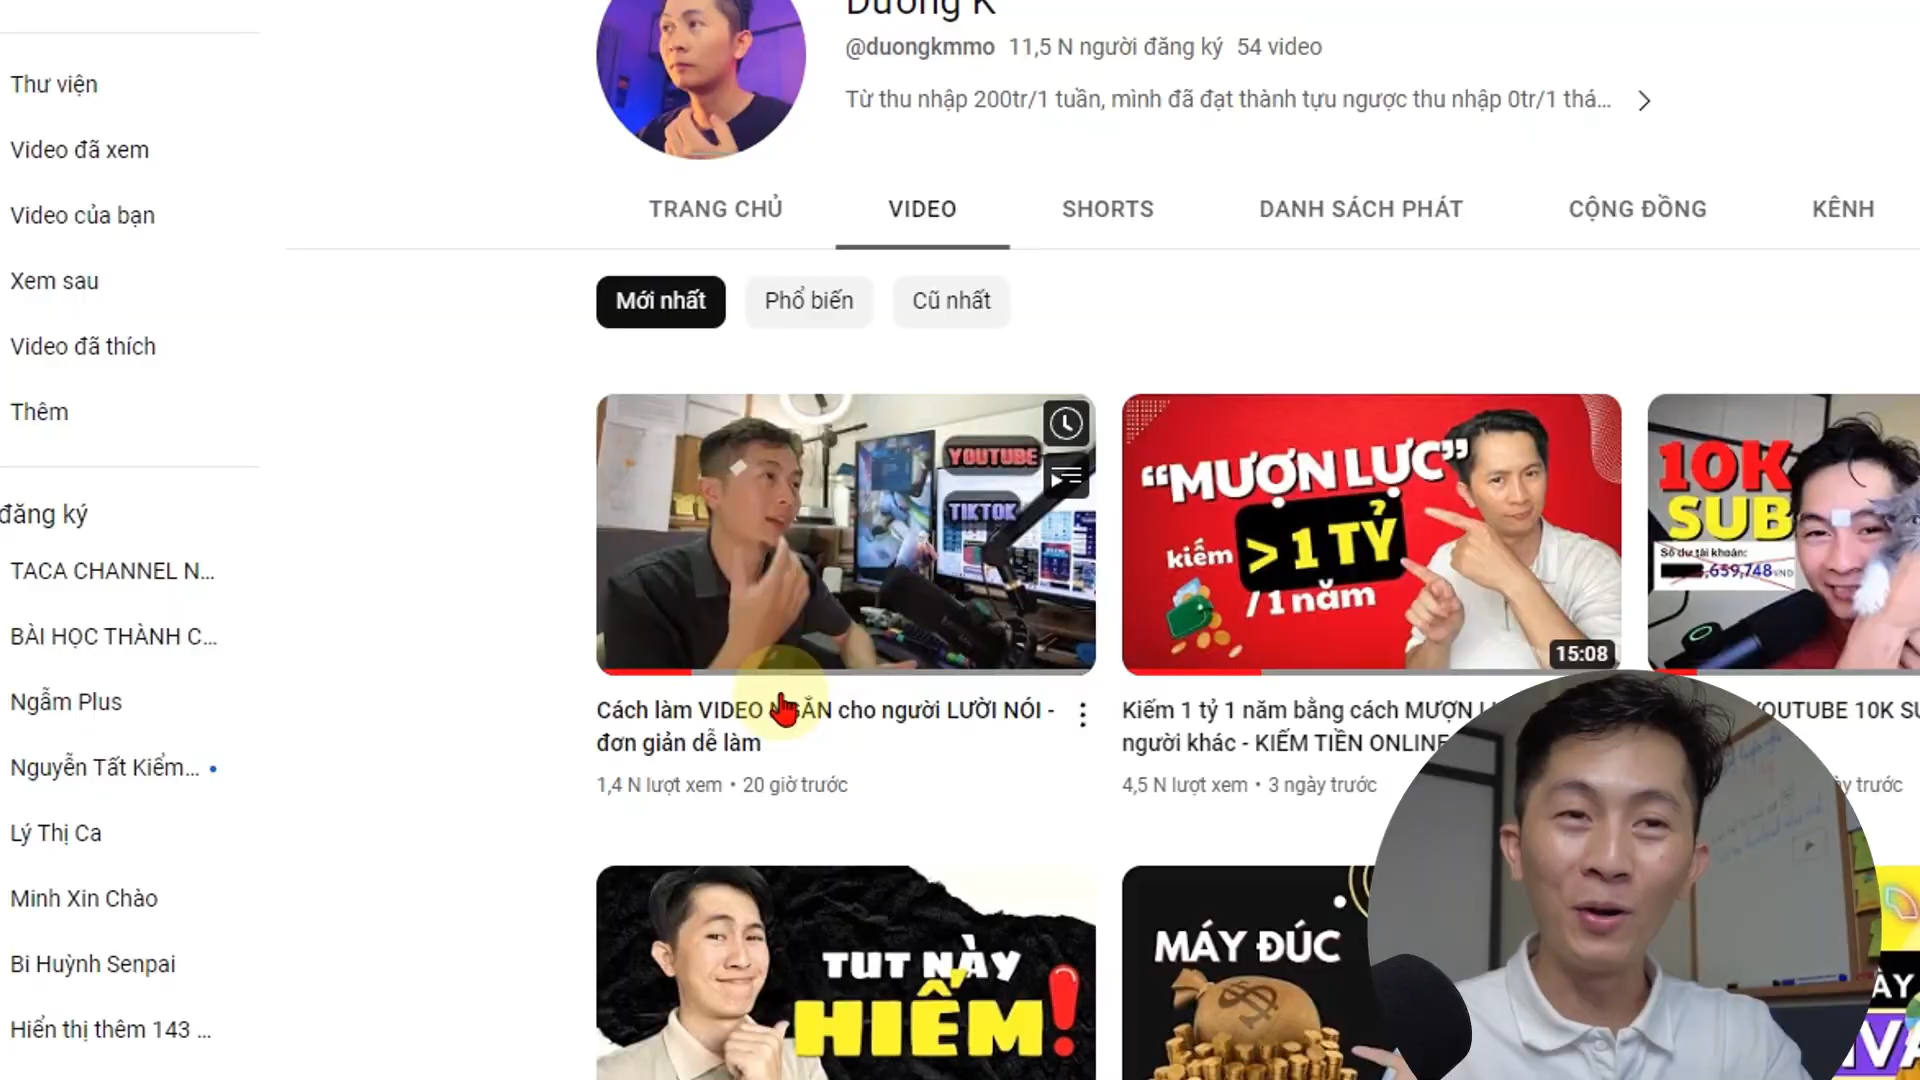 Dương K
@duongkmmo 11,5 N người đăng ký 54 video
Từ thu nhập 200tr/1 tuần, mình đã đạt thành tựu ngược thu nhập 0tr/1 thá...
Thư viện
Video đã xem
Video của bạn
Xem sau
Video đã thích
Thêm
đăng ký
TACA CHANNEL N...
BÀI HỌC THÀNH C...
Ngẫm Plus
Nguyễn Tất Kiểm...
Lý Thị Ca
Minh Xin Chào
Bi Huỳnh Senpai
Hiển thị thêm 143 ...
TRANG CHỦ VIDEO SHORTS DANH SÁCH PHÁT CỘNG ĐỒNG KÊNH
Mới nhất Phổ biến Cũ nhất
YOUTUBE
TIKTOK
Cách làm VIDEO NGẮN cho người LƯỜI NÓI -
đơn giản dễ làm
1,4 N lượt xem • 20 giờ trước
“MƯỢN LỰC”
kiếm > 1 TỶ
/ 1 năm
15:08
Kiếm 1 tỷ 1 năm bằng cách MƯỢN
người khác - KIẾM TIỀN ONLINE
4,5 N lượt xem • 3 ngày trước
10K
SUB
Số dư tài khoản:
,659,748 VND
YOUTUBE 10K
trước
TUT NÀY
HIẾM!
MÁY ĐÚC